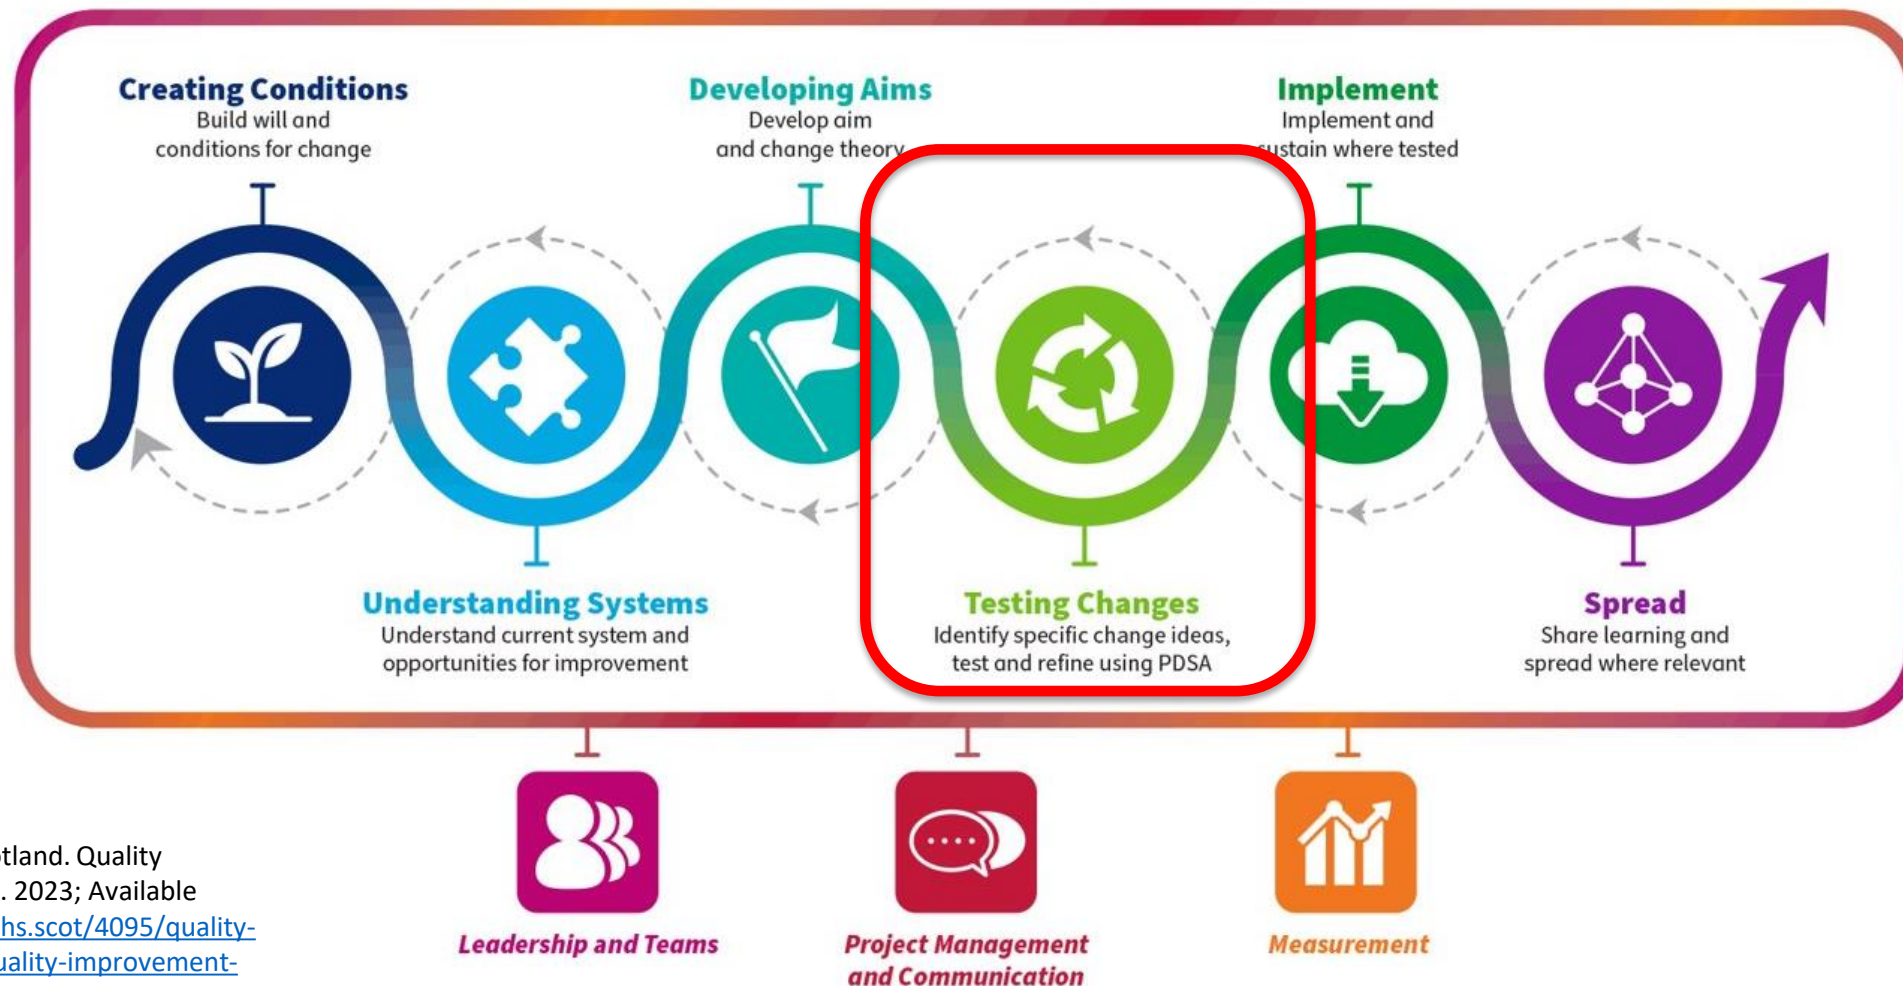 Creating Conditions
Build will and
conditions for change
Developing Aims
Develop aim
and change theory
Implement
Implement and
sustain where tested
Understanding Systems
Understand current system and
opportunities for improvement
Testing Changes
Identify specific change ideas,
test and refine using PDSA
Spread
Share learning and
spread where relevant
Leadership and Teams
Project Management
and Communication
Measurement
otland. Quality
. 2023; Available
hs.scot/4095/quality-
uality-improvement-